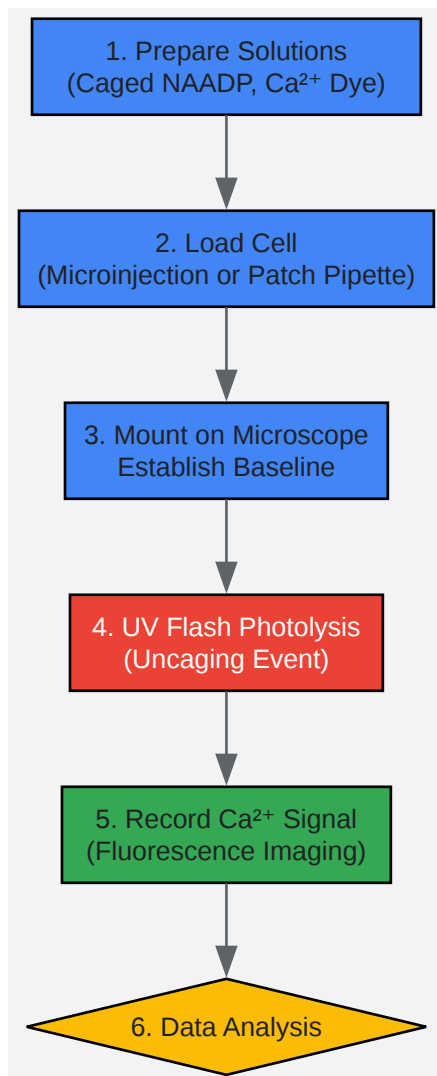 1. Prepare Solutions
(Caged NAADP, Ca²⁺ Dye)
2. Load Cell
(Microinjection or Patch Pipette)
3. Mount on Microscope
Establish Baseline
4. UV Flash Photolysis
(Uncaging Event)
5. Record Ca²⁺ Signal
(Fluorescence Imaging)
6. Data Analysis